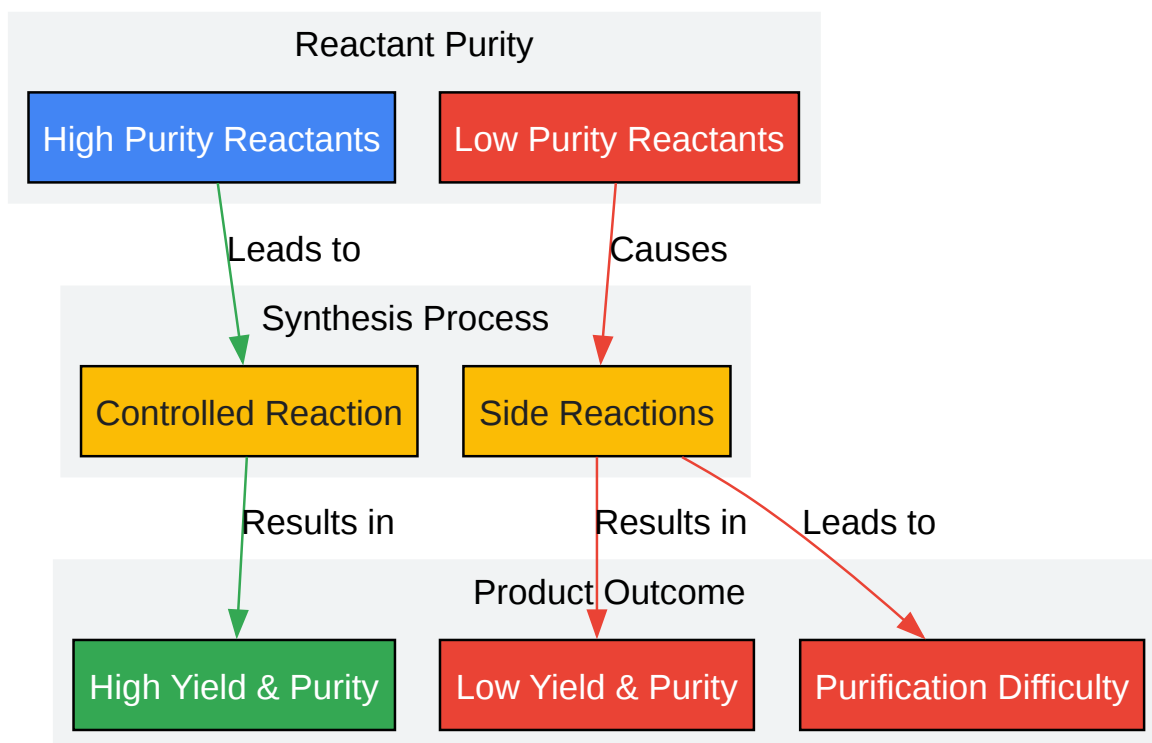 Reactant Purity
High Purity Reactants
Low Purity Reactants
Leads to
Causes
Synthesis Process
Controlled Reaction
Side Reactions
Results in
Results in
Leads to
Product Outcome
High Yield & Purity
Low Yield & Purity
Purification Difficulty